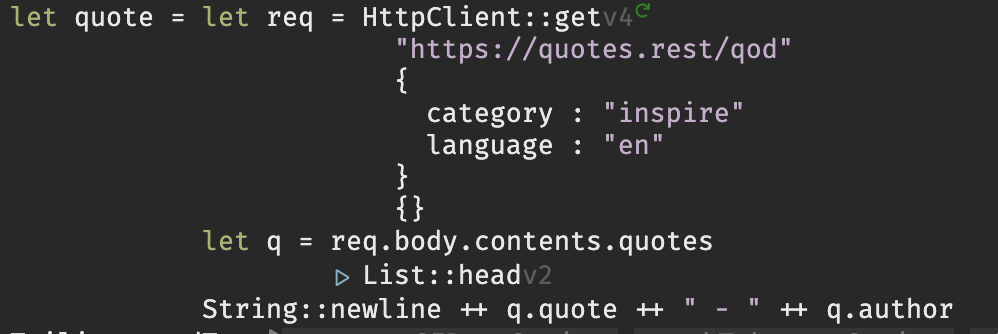 let quote = let req = HttpClient::getv4
"https://quotes.rest/qod"
{
category : "inspire"
language : "en"
}
{}
let q = req.body.contents.quotes
▷ List::headv2
String::newline ++ q.quote ++ " - " ++ q.author